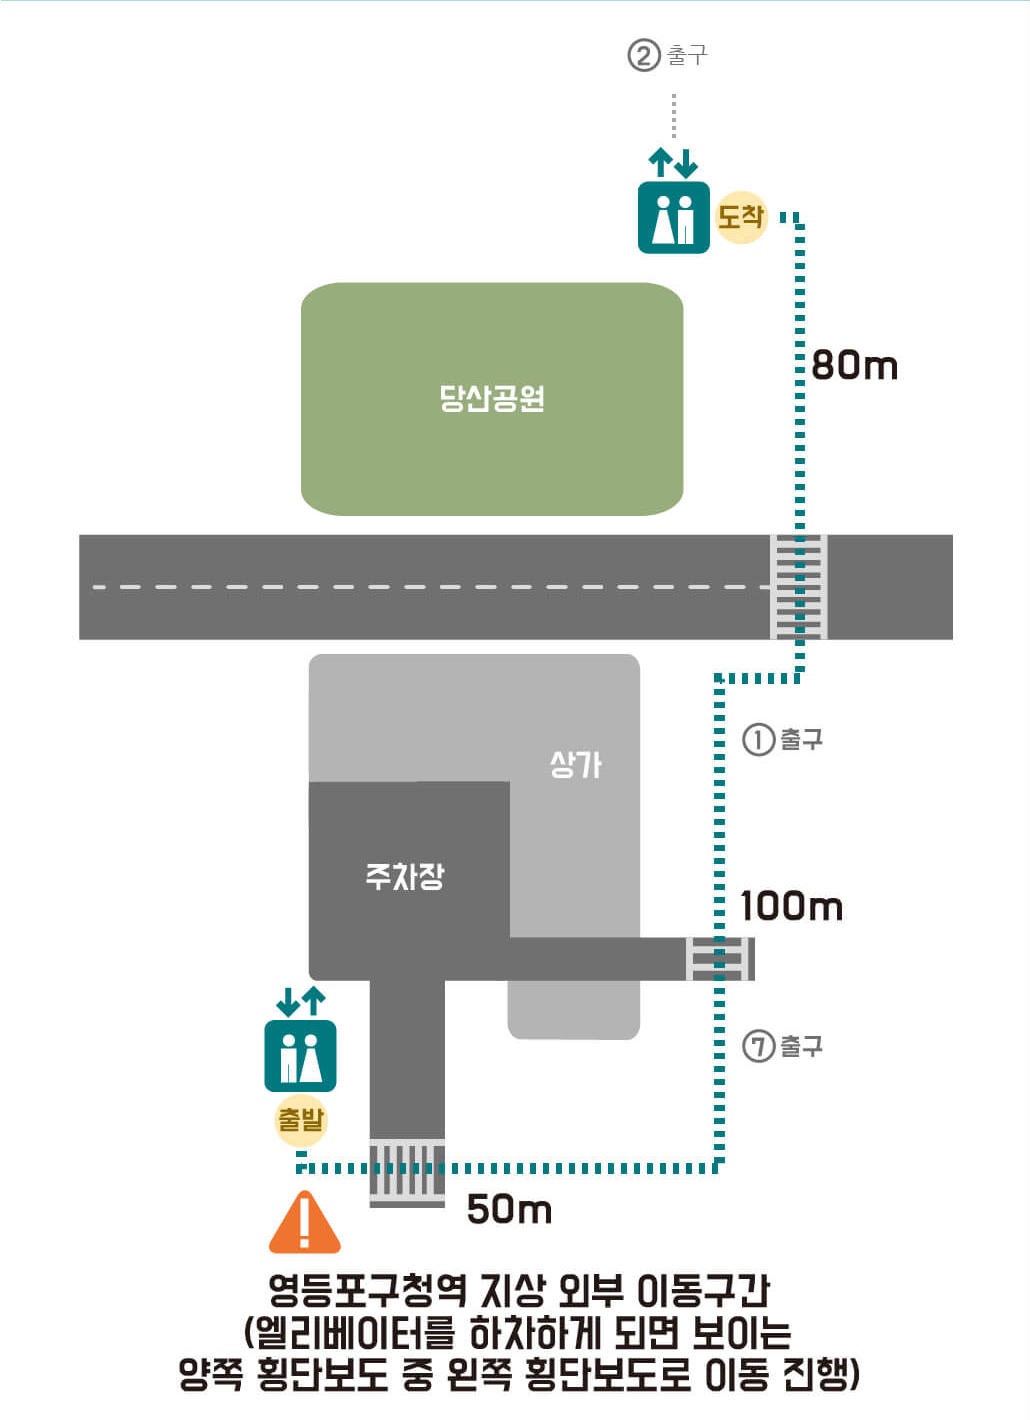 ② 출구
도착
80m
당산공원
① 출구
상가
주차장
100m
⑦ 출구
출발
50m
영등포구청역 지상 외부 이동구간
(엘리베이터를 하차하게 되면 보이는
양쪽 횡단보도 중 왼쪽 횡단보도로 이동 진행)